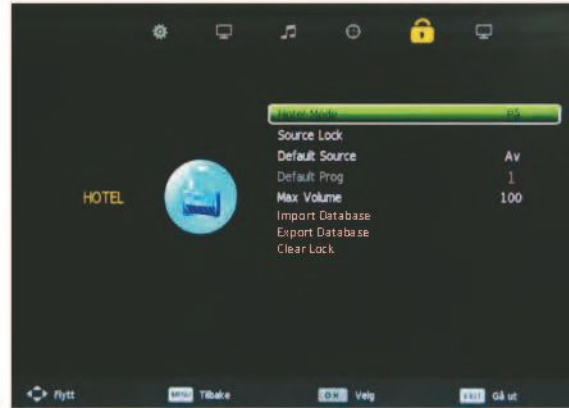 HOTEL
Hotel Mode På
Source Lock
Default Source Av
Default Prog 1
Max Volume 100
Import Database
Export Database
Clear Lock
Flytt MENU Tilbake OK Velg EXIT Gå ut